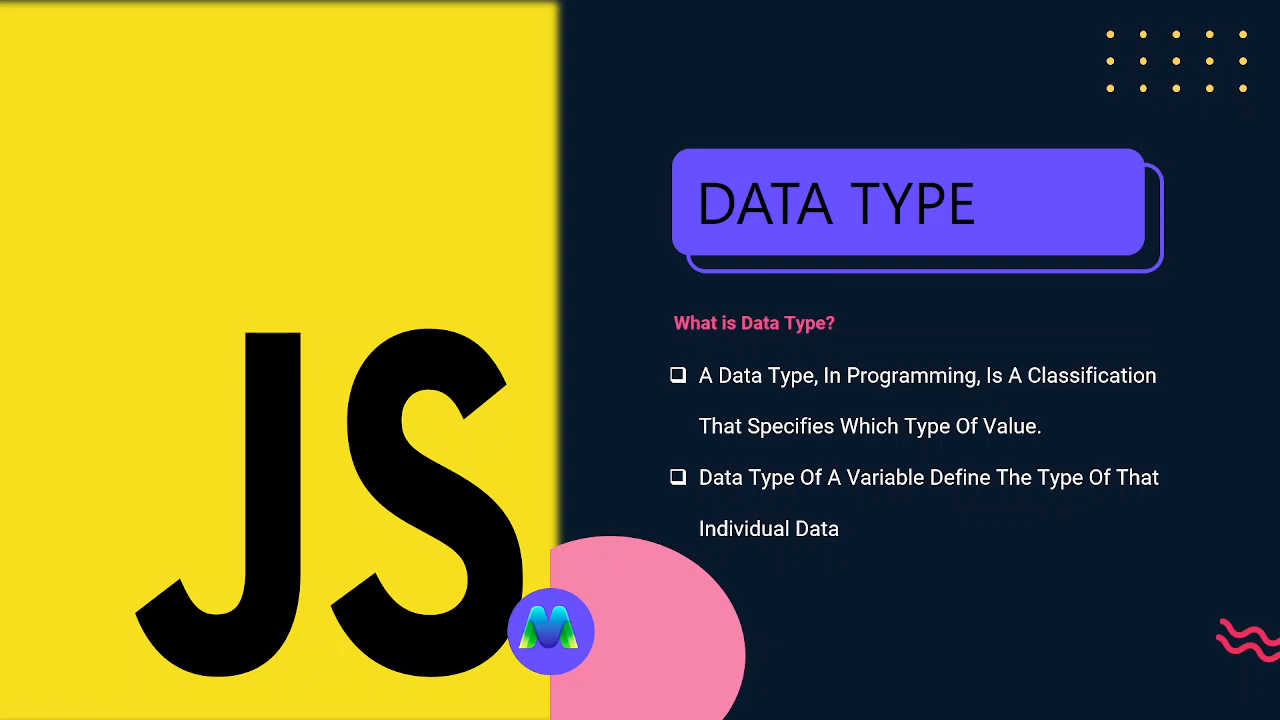 JS
DATA TYPE
What is Data Type?
A Data Type, In Programming, Is A Classification
That Specifies Which Type Of Value.
Data Type Of A Variable Define The Type Of That
Individual Data